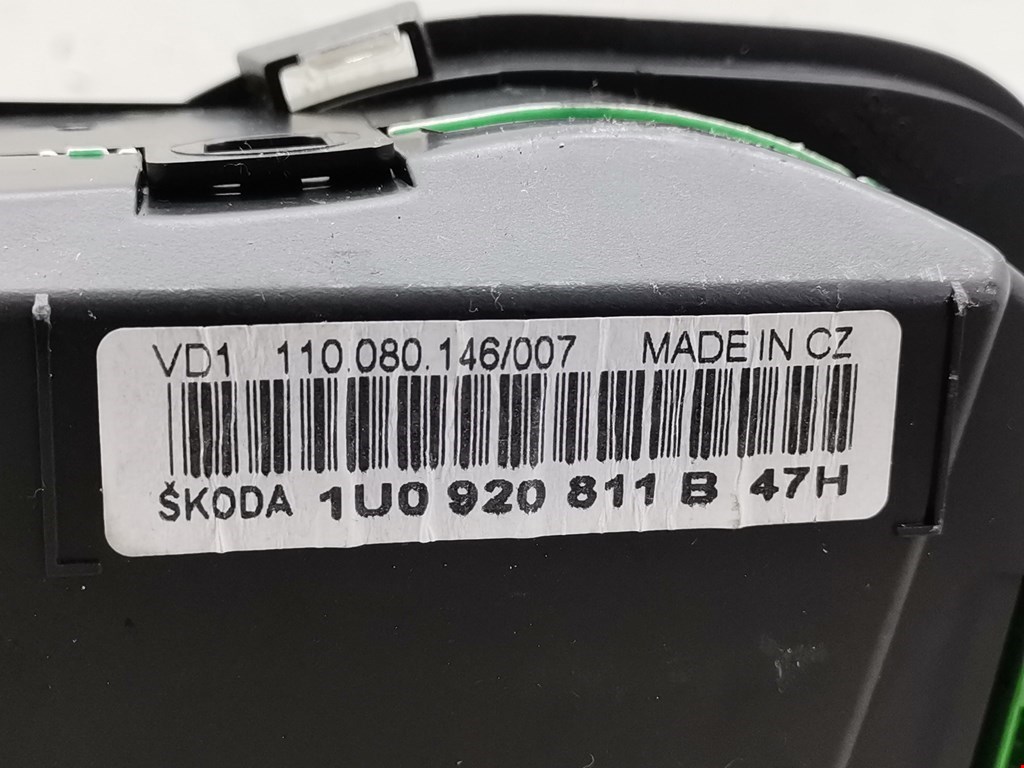 VD1 110.080.146/007 MADE IN CZ
ŠKODA 1U0 920 811 B 47H